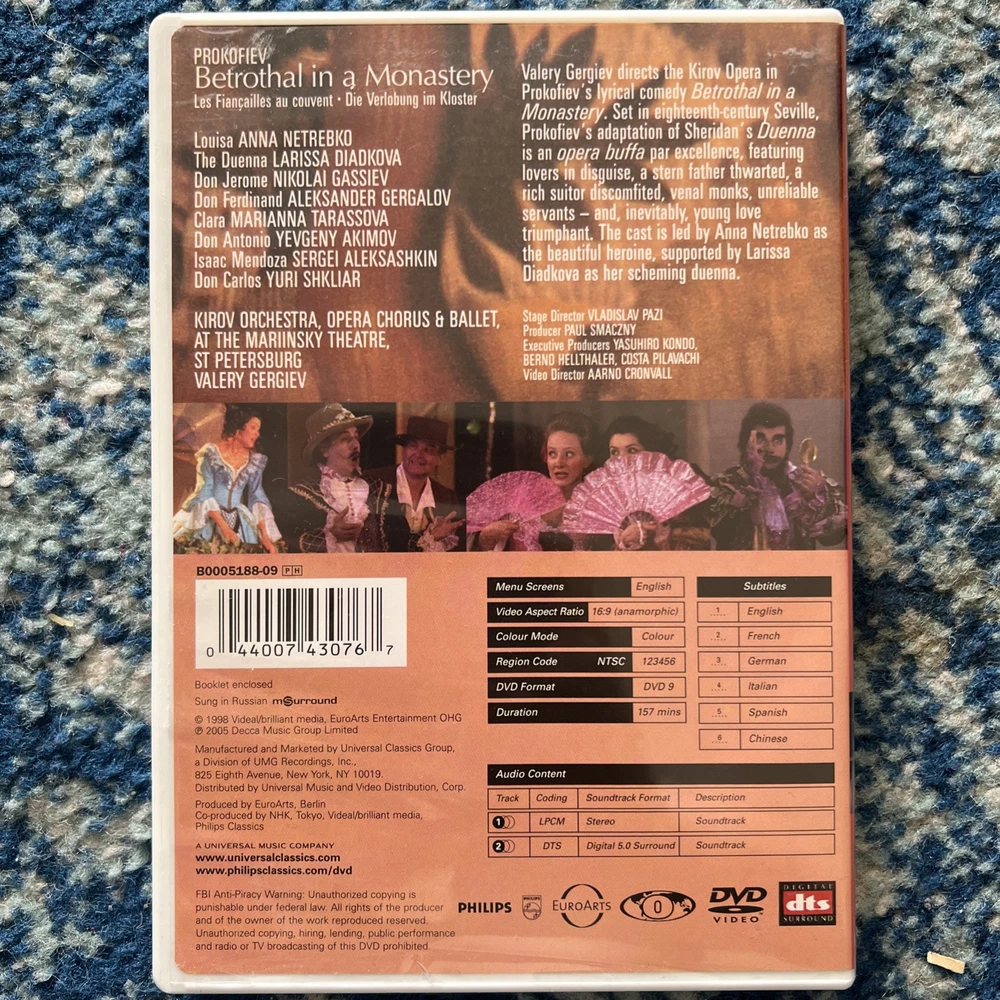 PROKOFIEV
Betrothal in a Monastery
Les Fiançailles au couvent · Die Verlobung im Kloster
Louisa ANNA NETREBKO
The Duenna LARISSA DIADKOVA
Don Jerome NIKOLAI GASSIEV
Don Ferdinand ALEKSANDER GERGALOV
Clara MARIANNA TARASSOVA
Don Antonio YEVGENY AKIMOV
Isaac Mendoza SERGEI ALEKSASHKIN
Don Carlos YURI SHKLIAR
KIROV ORCHESTRA, OPERA CHORUS & BALLET,
AT THE MARIINSKY THEATRE,
ST PETERSBURG
VALERY GERGIEV
Valery Gergiev directs the Kirov Opera in
Prokofiev's lyrical comedy Betrothal in a
Monastery. Set in eighteenth-century Seville,
Prokofiev's adaptation of Sheridan's Duenna
is an opera buffa par excellence, featuring
lovers in disguise, a stern father thwarted, a
rich suitor discomfited, venal monks, unreliable
servants – and, inevitably, young love
triumphant. The cast is led by Anna Netrebko as
the beautiful heroine, supported by Larissa
Diadkova as her scheming duenna.
Stage Director VLADISLAV PAZI
Producer PAUL SMACZNY
Executive Producers YASUHIRO KONDO,
BERND HELLTHALER, COSTA PILAVACHI
Video Director AARNO CRONVALL
B0005188-09 PH
0 44007 43076 7
Booklet enclosed
Sung in Russian mSurround
© 1998 Videal/brilliant media, EuroArts Entertainment OHG
℗ 2005 Decca Music Group Limited
Manufactured and Marketed by Universal Classics Group,
a Division of UMG Recordings, Inc.,
825 Eighth Avenue, New York, NY 10019.
Distributed by Universal Music and Video Distribution, Corp.
Produced by EuroArts, Berlin
Co-produced by NHK, Tokyo, Videal/brilliant media,
Philips Classics
A UNIVERSAL MUSIC COMPANY
www.universalclassics.com
www.philipsclassics.com/dvd
FBI Anti-Piracy Warning: Unauthorized copying is
punishable under federal law. All rights of the producer
and of the owner of the work reproduced reserved.
Unauthorized copying, hiring, lending, public performance
and radio or TV broadcasting of this DVD prohibited.
Menu Screens English
Video Aspect Ratio 16:9 (anamorphic)
Colour Mode Colour
Region Code NTSC 123456
DVD Format DVD 9
Duration 157 mins
Subtitles
1 English
2 French
3 German
4 Italian
5 Spanish
6 Chinese
Audio Content
Track Coding Soundtrack Format Description
1 LPCM Stereo Soundtrack
2 DTS Digital 5.0 Surround Soundtrack
PHILIPS PHILIPS EUROARTS 0 DVD VIDEO DIGITAL dts SURROUND